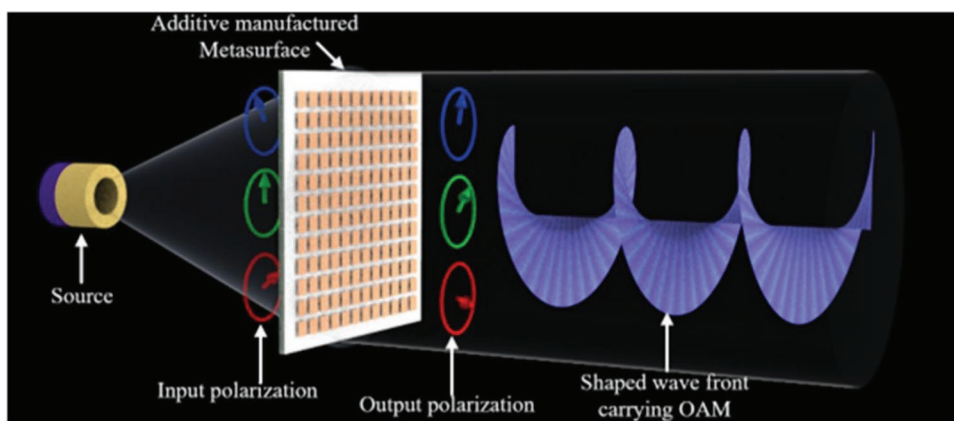 Additive manufactured
Metasurface
Source
Input polarization
Output polarization
Shaped wave front
carrying OAM